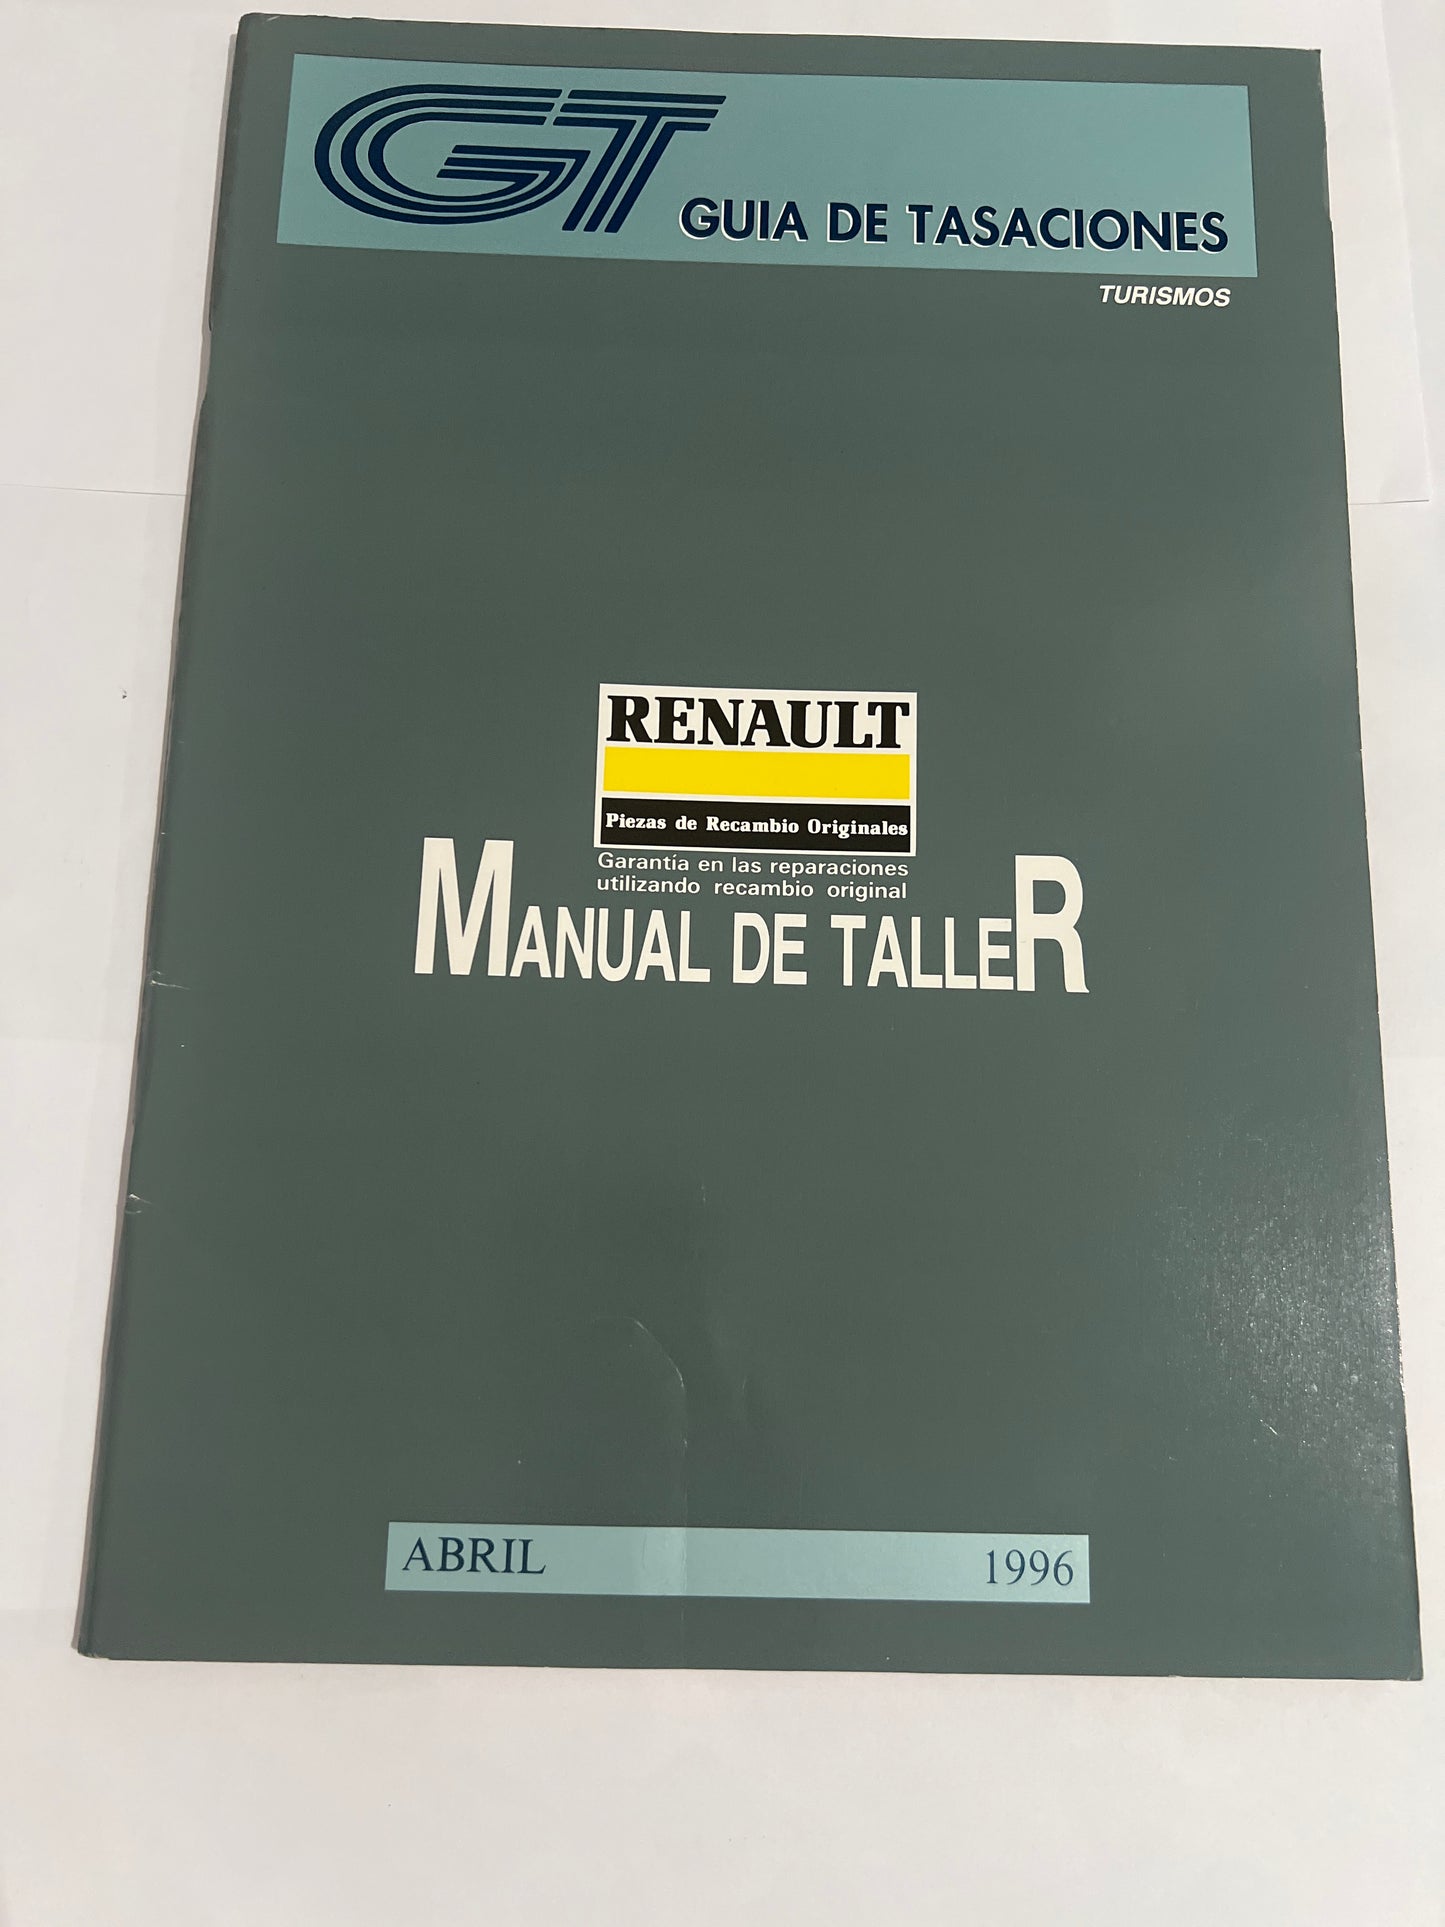 GT
GUIA DE TASACIONES
TURISMOS
RENAULT
Piezas de Recambio Originales
Garantía en las reparaciones
utilizando recambio original
MANUAL DE TALLER
ABRIL 1996